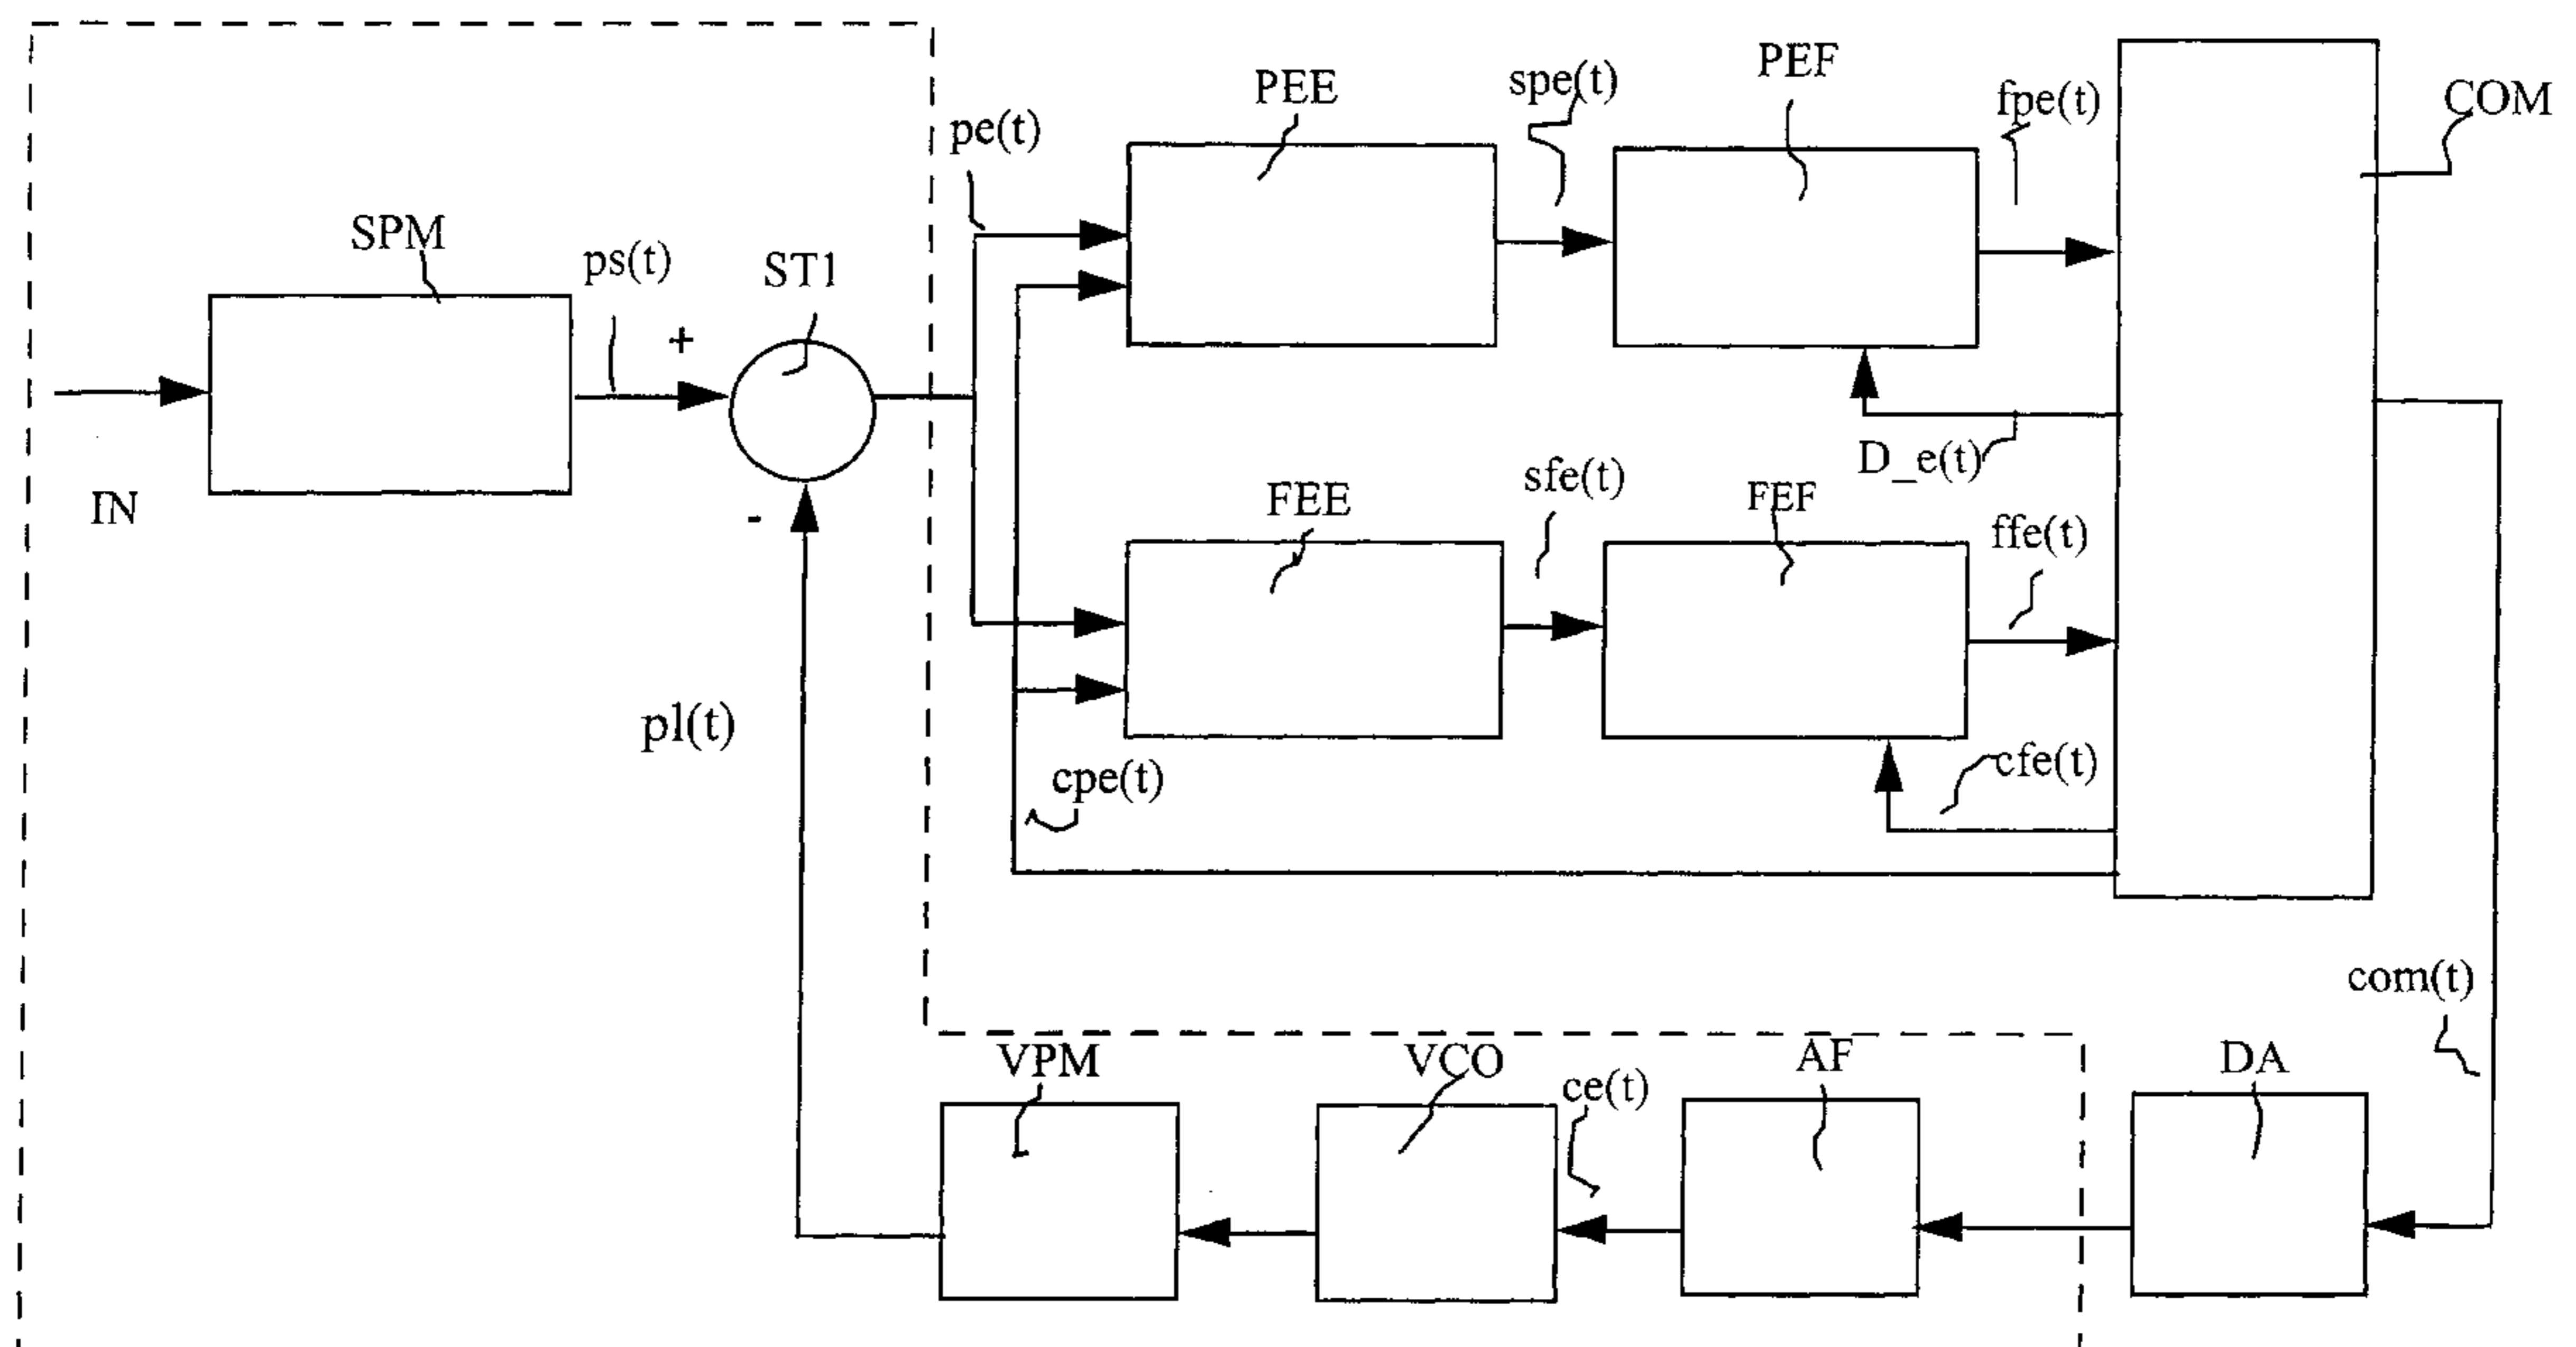 PEF
spe(t)
PEE
fpe(t)
COM
pe(t)
SPM
ps(t)
ST1
+
D_e(t)
sfe(t)
FEE
FEF
IN
-
ffe(t)
pl(t)
cpe(t)
cfe(t)
com(t)
VPM
VCO
AF
DA
ce(t)